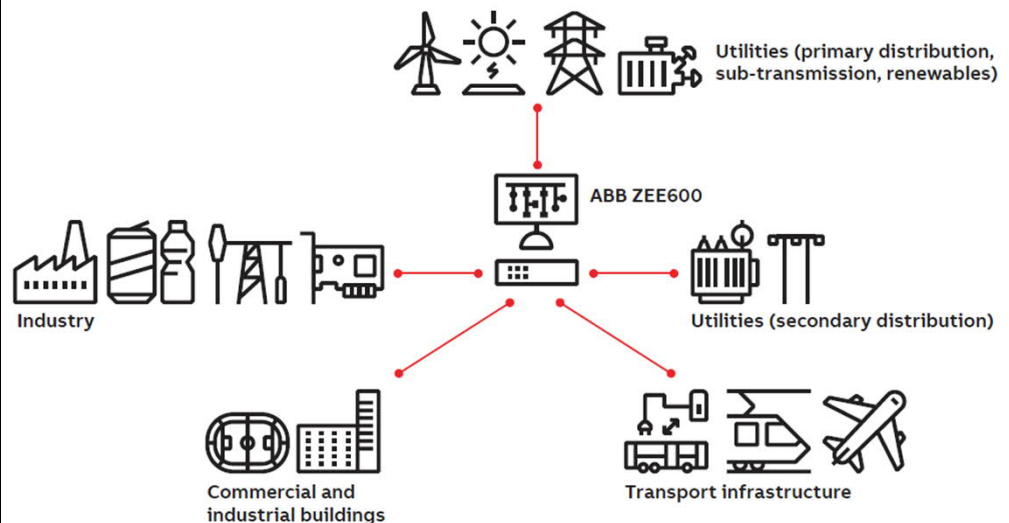 Utilities (primary distribution,
sub-transmission, renewables)
ABB ZEE600
Industry
Utilities (secondary distribution)
Commercial and
industrial buildings
Transport infrastructure